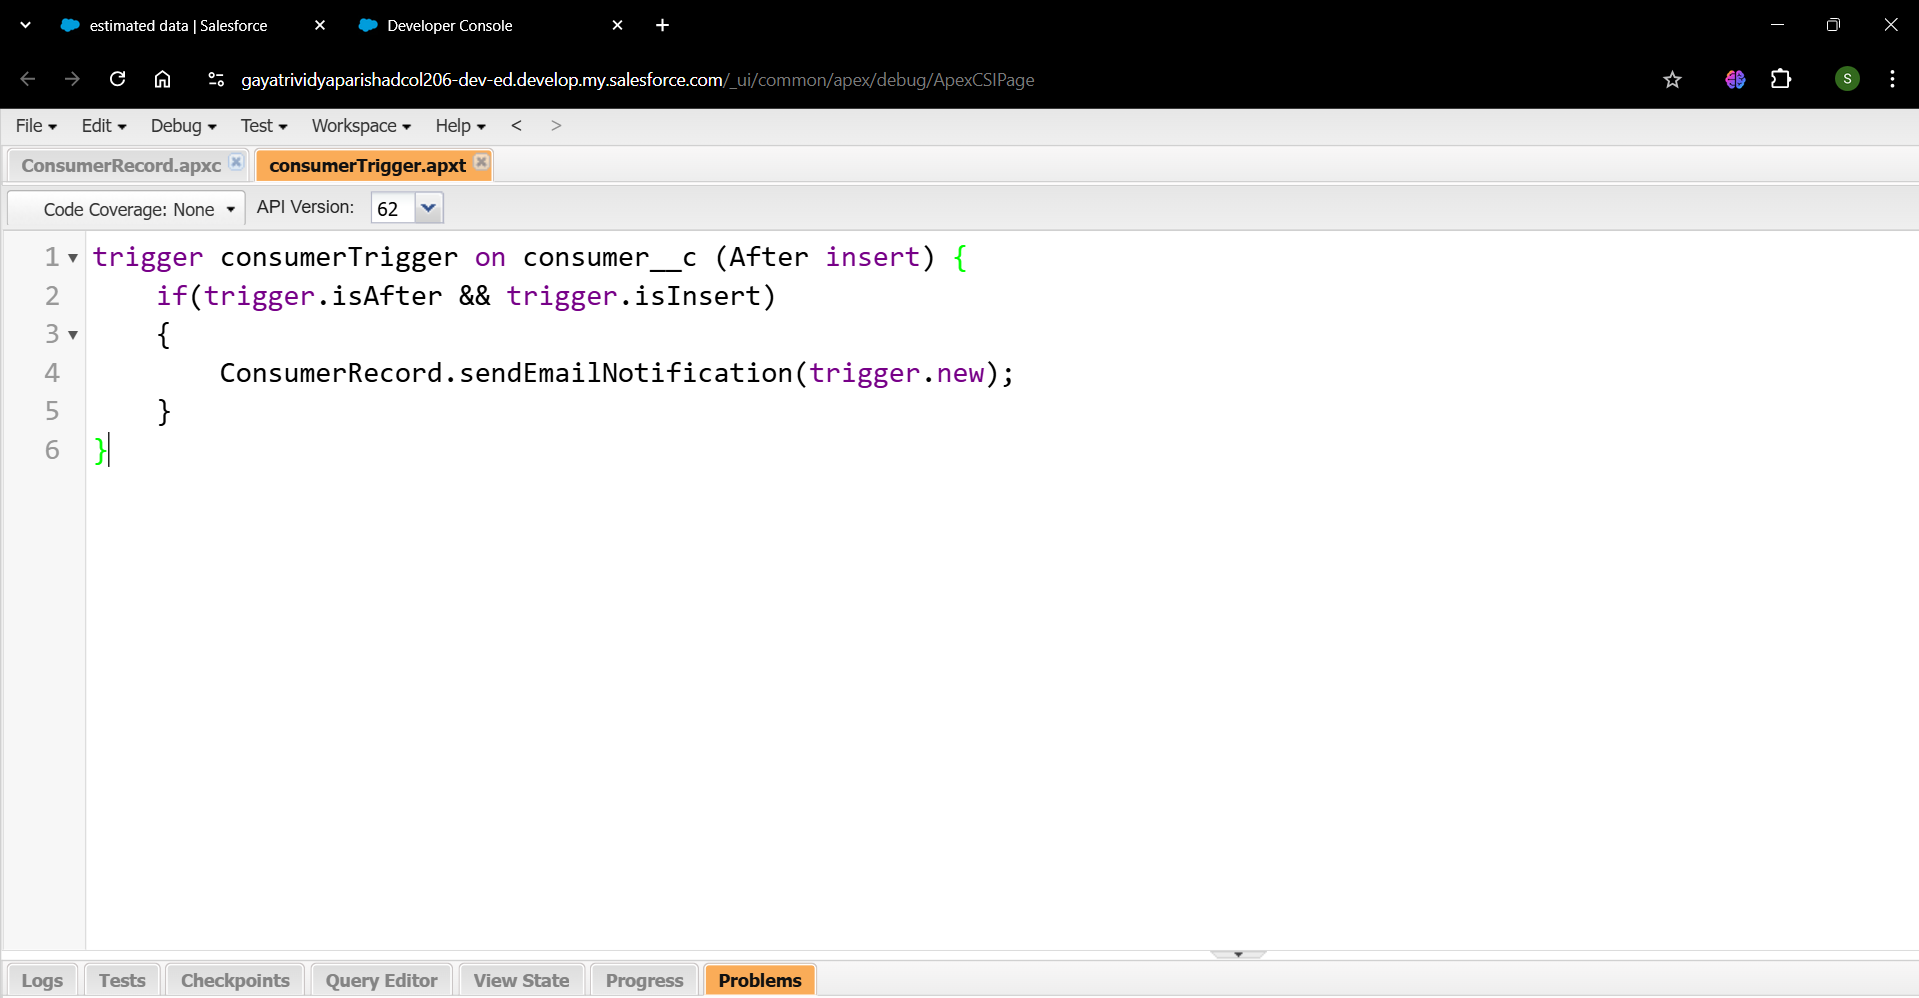 estimated data | Salesforce
Developer Console
gayatrividyaparishadcol206-dev-ed.develop.my.salesforce.com/_ui/common/apex/debug/ApexCSIPage
S
File Edit Debug Test Workspace Help < >
ConsumerRecord.apxc consumerTrigger.apxt
Code Coverage: None API Version: 62
1 trigger consumerTrigger on consumer__c (After insert) {
2 if(trigger.isAfter && trigger.isInsert)
3 {
4 ConsumerRecord.sendEmailNotification(trigger.new);
5 }
6 }
Logs Tests Checkpoints Query Editor View State Progress Problems